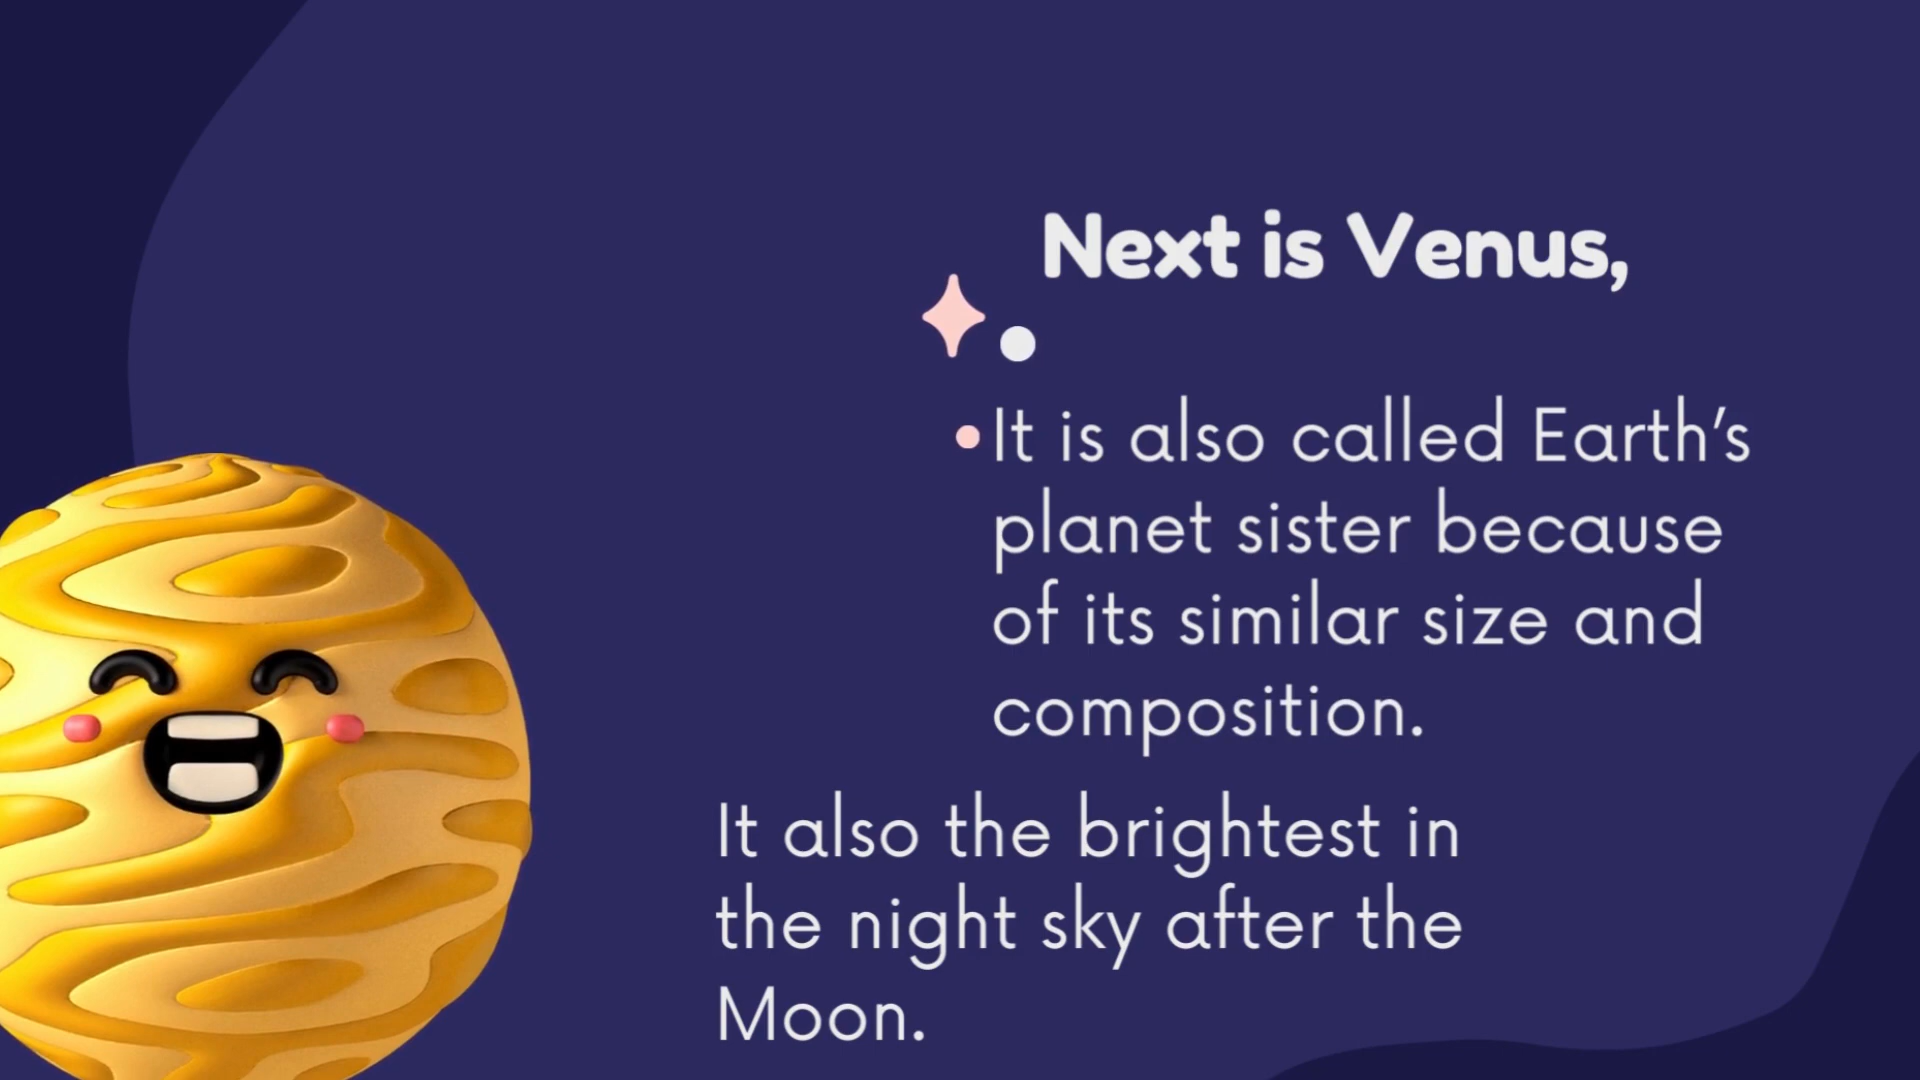 Next is Venus,
It is also called Earth’s
planet sister because
of its similar size and
composition.
It also the brightest in
the night sky after the
Moon.